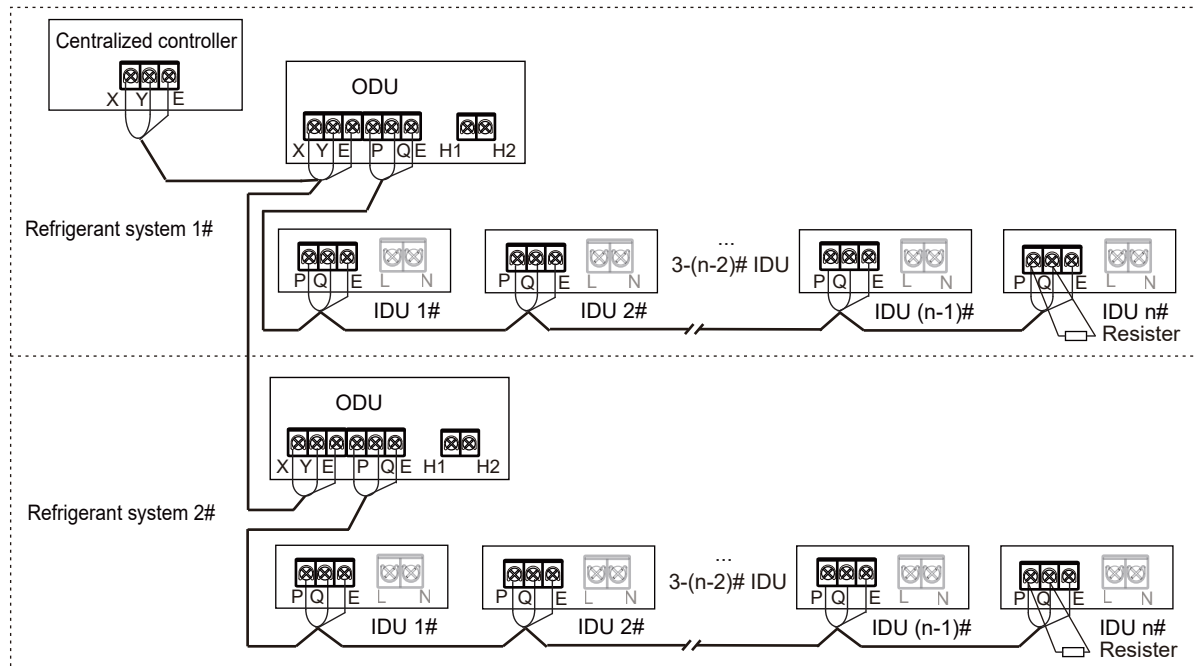 Centralized controller
X Y E
ODU
X Y E P Q E H1 H2
Refrigerant system 1#
P Q E L N
IDU 1#
P Q E L N
IDU 2#
...
3-(n-2)# IDU
P Q E L N
IDU (n-1)#
P Q E L N
IDU n#
Resister
ODU
X Y E P Q E H1 H2
Refrigerant system 2#
P Q E L N
IDU 1#
P Q E L N
IDU 2#
...
3-(n-2)# IDU
P Q E L N
IDU (n-1)#
P Q E L N
IDU n#
Resister